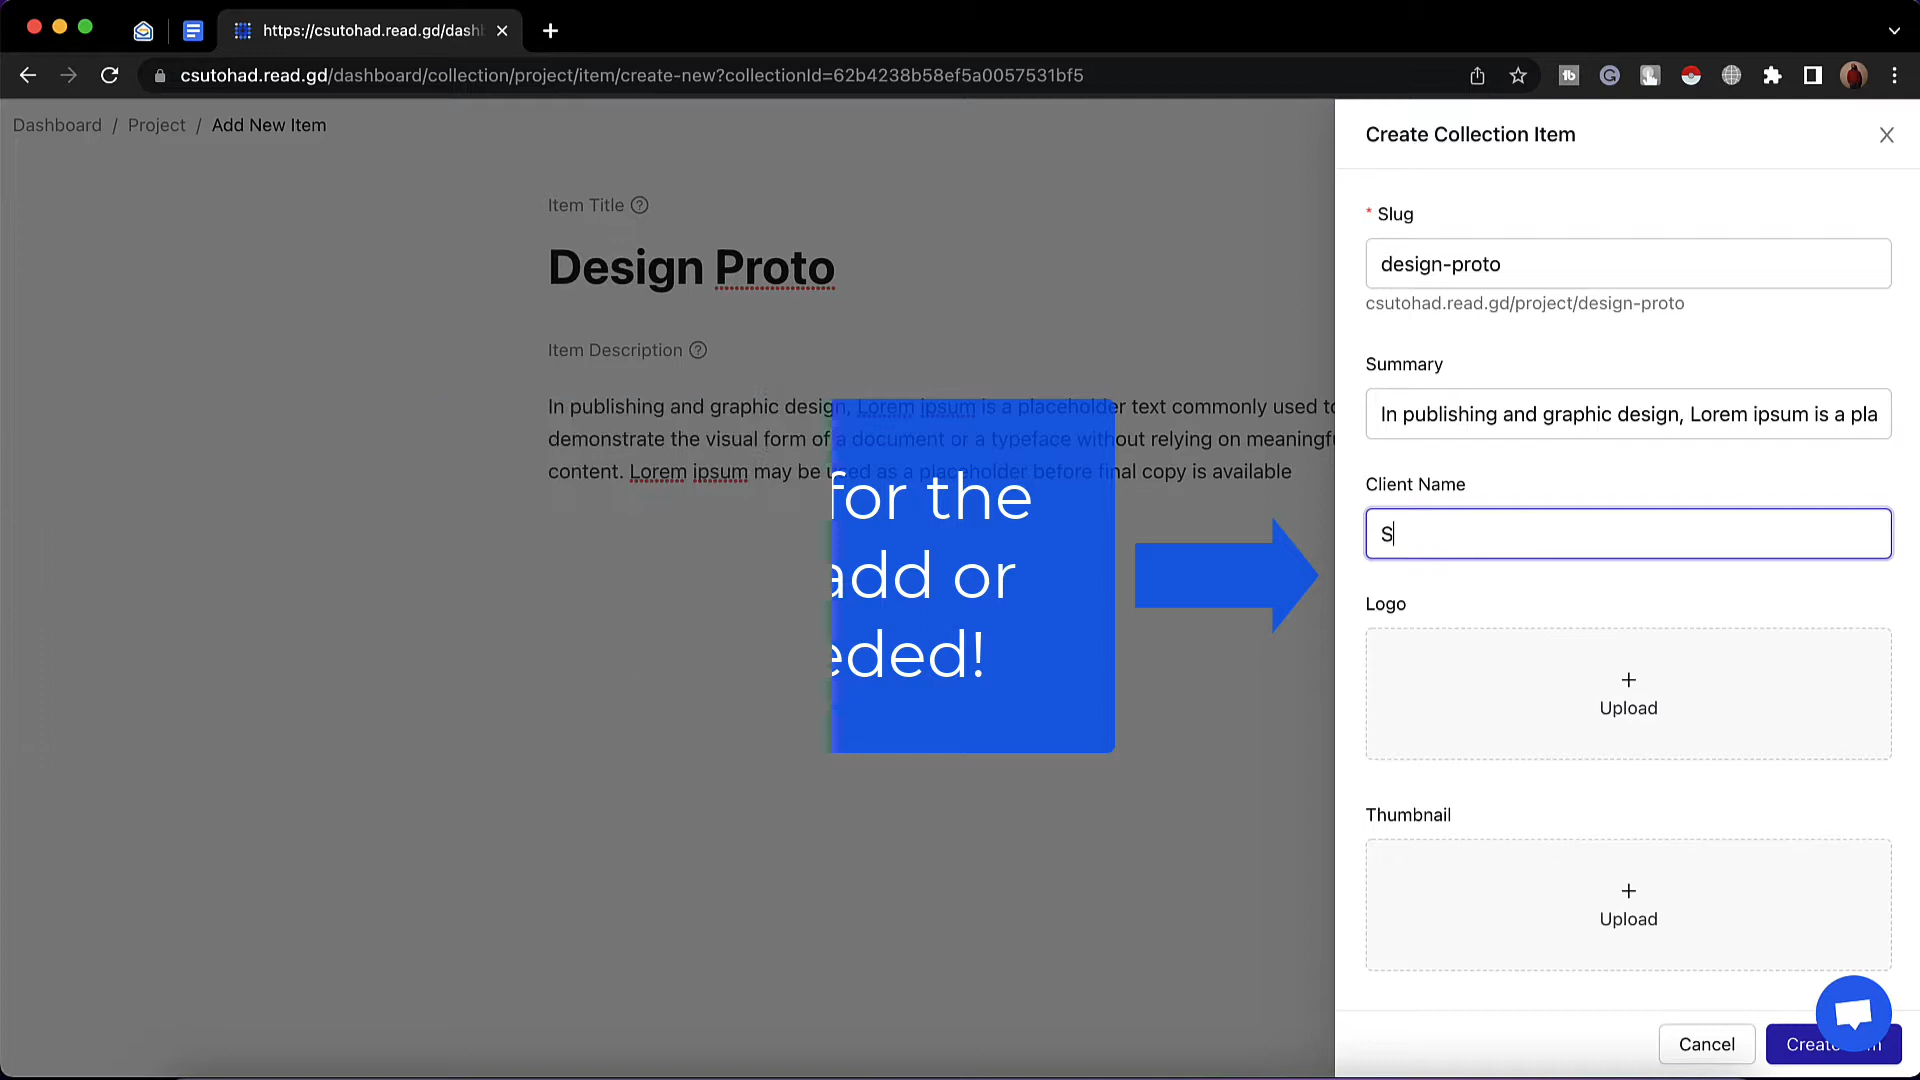 https://csutohad.read.gd/dash
csutohad.read.gd/dashboard/collection/project/item/create-new?collectionId=62b4238b58ef5a0057531bf5
Dashboard / Project / Add New Item
Item Title
Design Proto
Item Description
In publishing and graphic design, Lorem ipsum is a placeholder text commonly used to
demonstrate the visual form of a document or a typeface without relying on
content. Lorem ipsum may be used as a placeholder before final copy is available
for the
add or
eded!
Create Collection Item
* Slug
design-proto
csutohad.read.gd/project/design-proto
Summary
In publishing and graphic design, Lorem ipsum is a pla
Client Name
S
Logo
+
Upload
Thumbnail
+
Upload
Cancel
Create